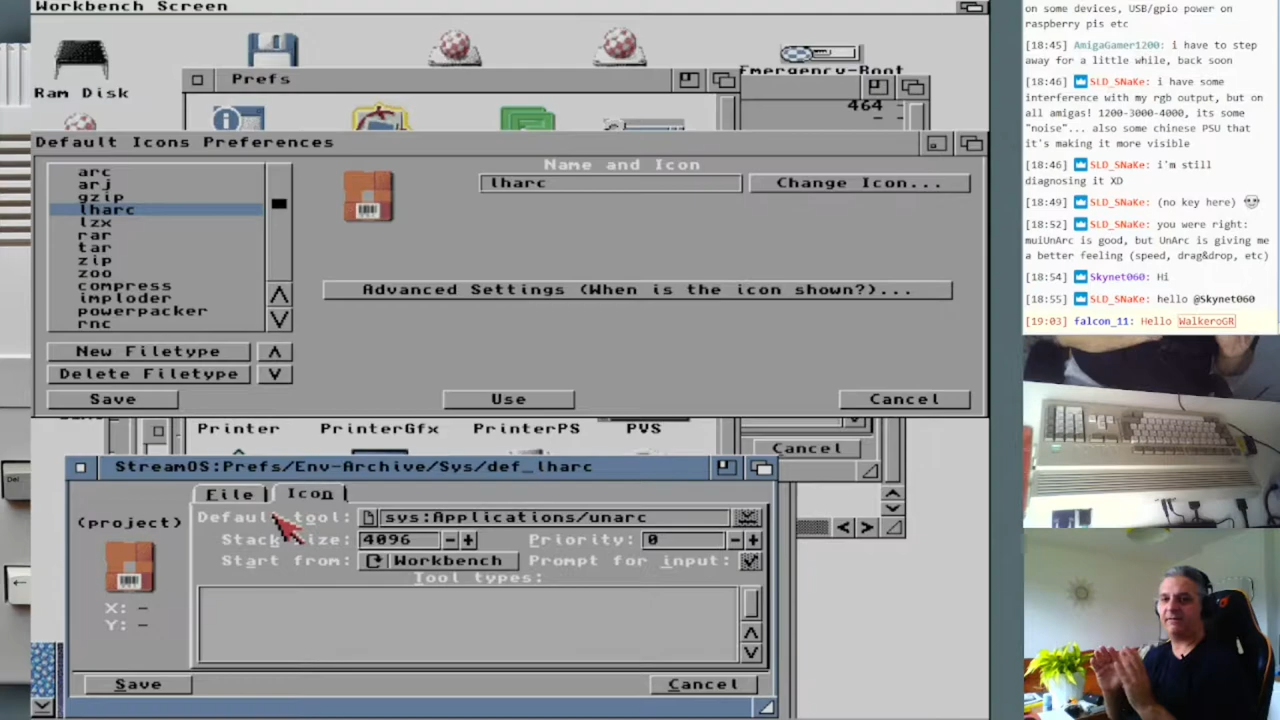 Workbench Screen
Ram Disk
Emergency-Root
Prefs
464
Default Icons Preferences
arc
arj
gzip
lharc
lzx
rar
tar
zip
zoo
compress
imploder
powerpacker
rnc
New Filetype
Delete Filetype
Name and Icon
lharc
Change Icon...
Advanced Settings (When is the icon shown?)...
Save
Use
Cancel
Printer
PrinterGfx
PrinterPS
PVS
Cancel
StreamOS:Prefs/Env-Archive/Sys/def_lharc
File
Icon
(project)
X: -
Y: -
Default tool:
sys:Applications/unarc
Stack size:
4096
Priority:
0
Start from:
Workbench
Prompt for input:
Tool types:
Save
Cancel
on some devices, USB/gpio power on
raspberry pis etc
[18:45] AmigaGamer1200: i have to step
away for a little while, back soon
[18:46] SLD_SNaKe: i have some
interference with my rgb output, but on
all amigas! 1200-3000-4000, its some
"noise"... also some chinese PSU that
it's making it more visible
[18:46] SLD_SNaKe: i'm still
diagnosing it XD
[18:49] SLD_SNaKe: (no key here)
[18:52] SLD_SNaKe: you were right:
muiUnArc is good, but UnArc is giving me
a better feeling (speed, drag&drop, etc)
[18:54] Skynet060: Hi
[18:55] SLD_SNaKe: hello @Skynet060
[19:03] falcon_11: Hello WalkeroGR
Del